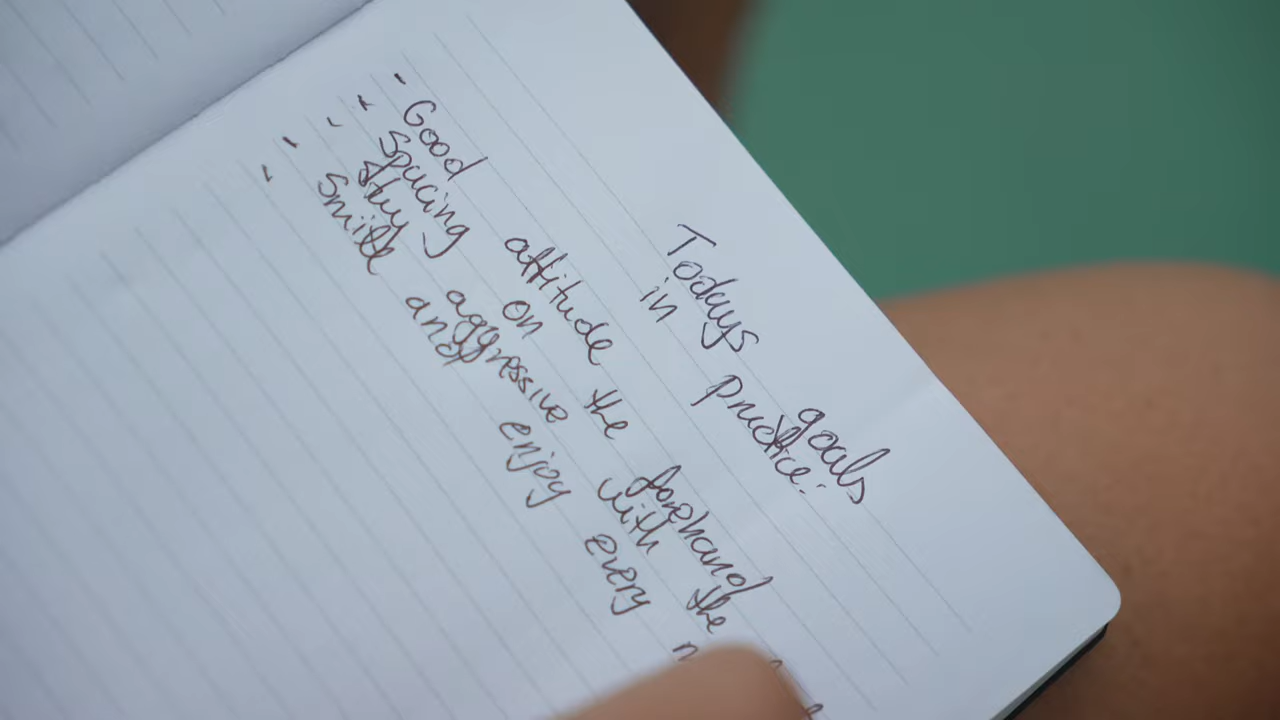 Todays goals
in practice:
- Good attitude
- Spacing on the forehand
- Stay aggressive with the
- Smile and enjoy every